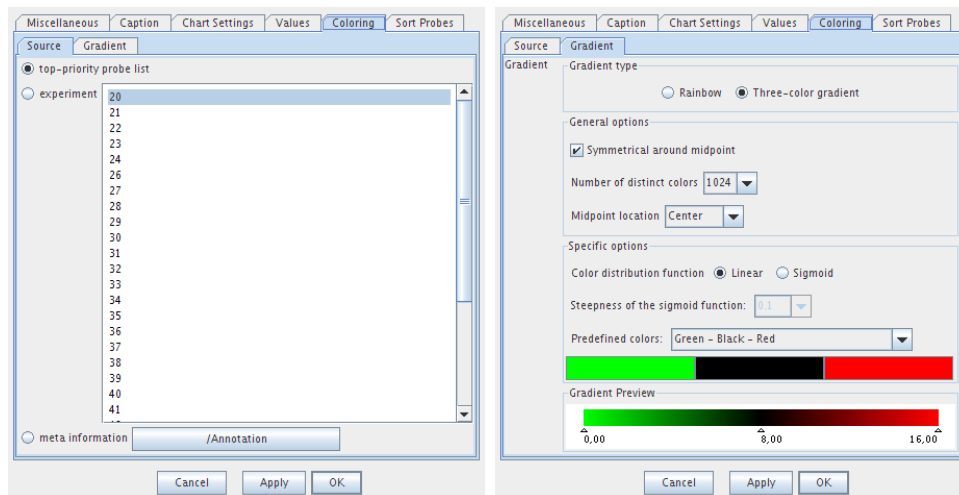 Miscellaneous Caption Chart Settings Values Coloring Sort Probes
Source Gradient
top-priority probe list
experiment
20
21
22
23
24
26
27
28
29
30
31
32
33
34
35
36
37
38
39
40
41
meta information /Annotation
Cancel Apply OK
Miscellaneous Caption Chart Settings Values Coloring Sort Probes
Source Gradient
Gradient
Gradient type
Rainbow Three-color gradient
General options
Symmetrical around midpoint
Number of distinct colors 1024
Midpoint location Center
Specific options
Color distribution function Linear Sigmoid
Steepness of the sigmoid function: 0.1
Predefined colors: Green - Black - Red
Gradient Preview
0,00 8,00 16,00
Cancel Apply OK